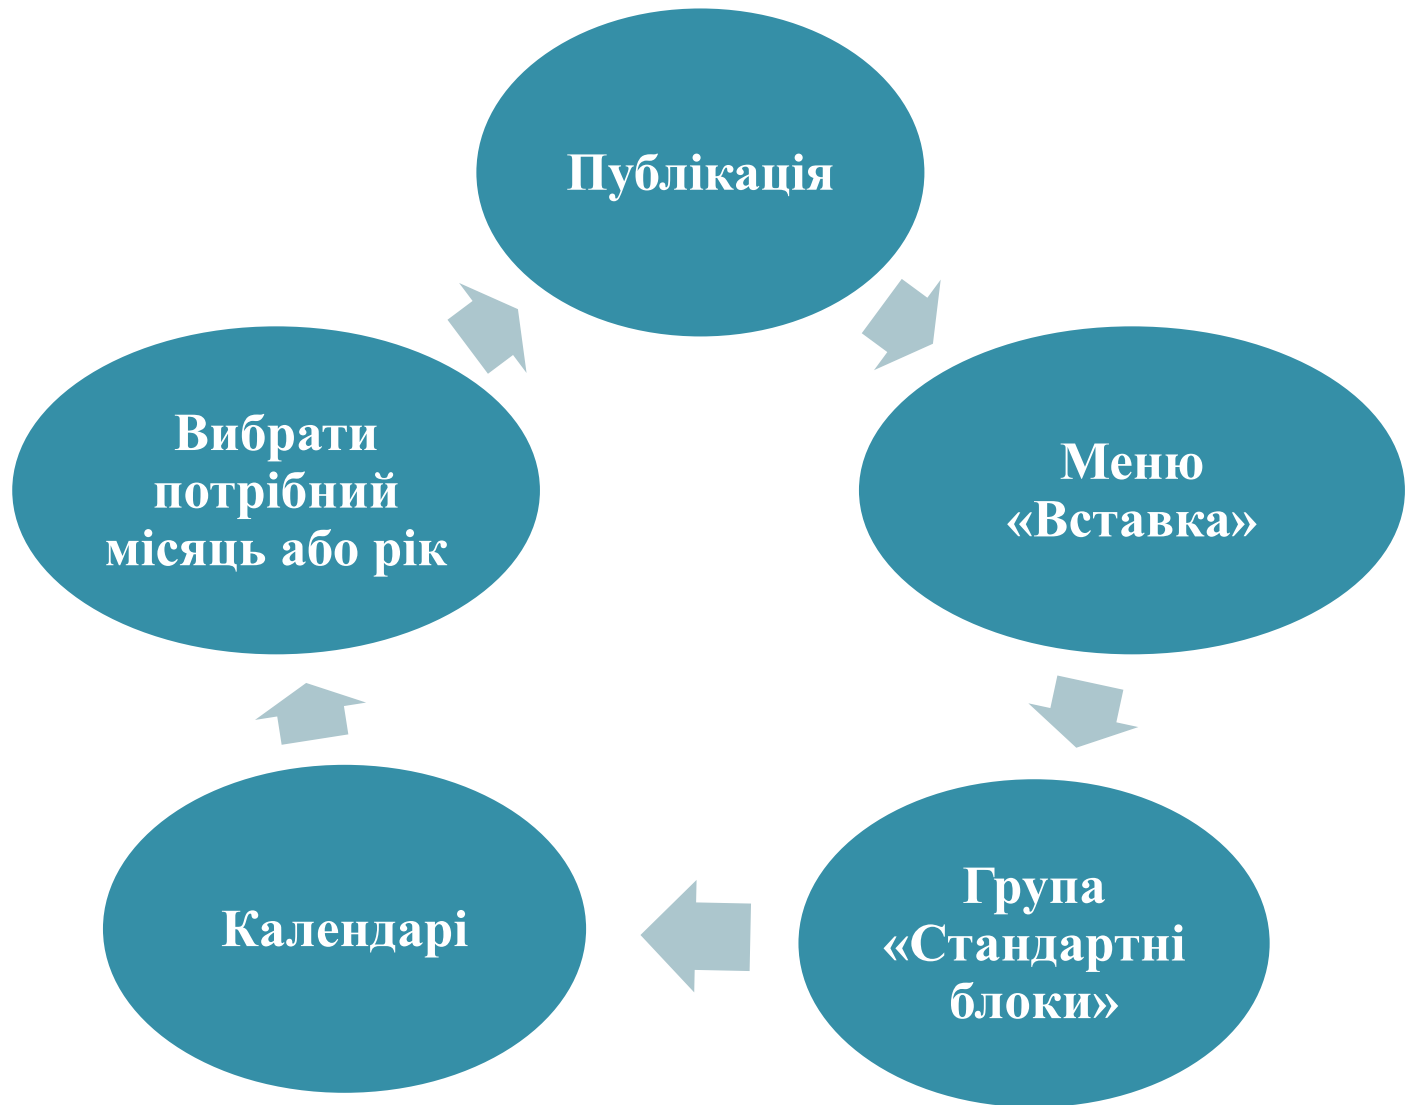 Публікація
Меню
«Вставка»
Група
«Стандартні
блоки»
Календарі
Вибрати
потрібний
місяць або рік